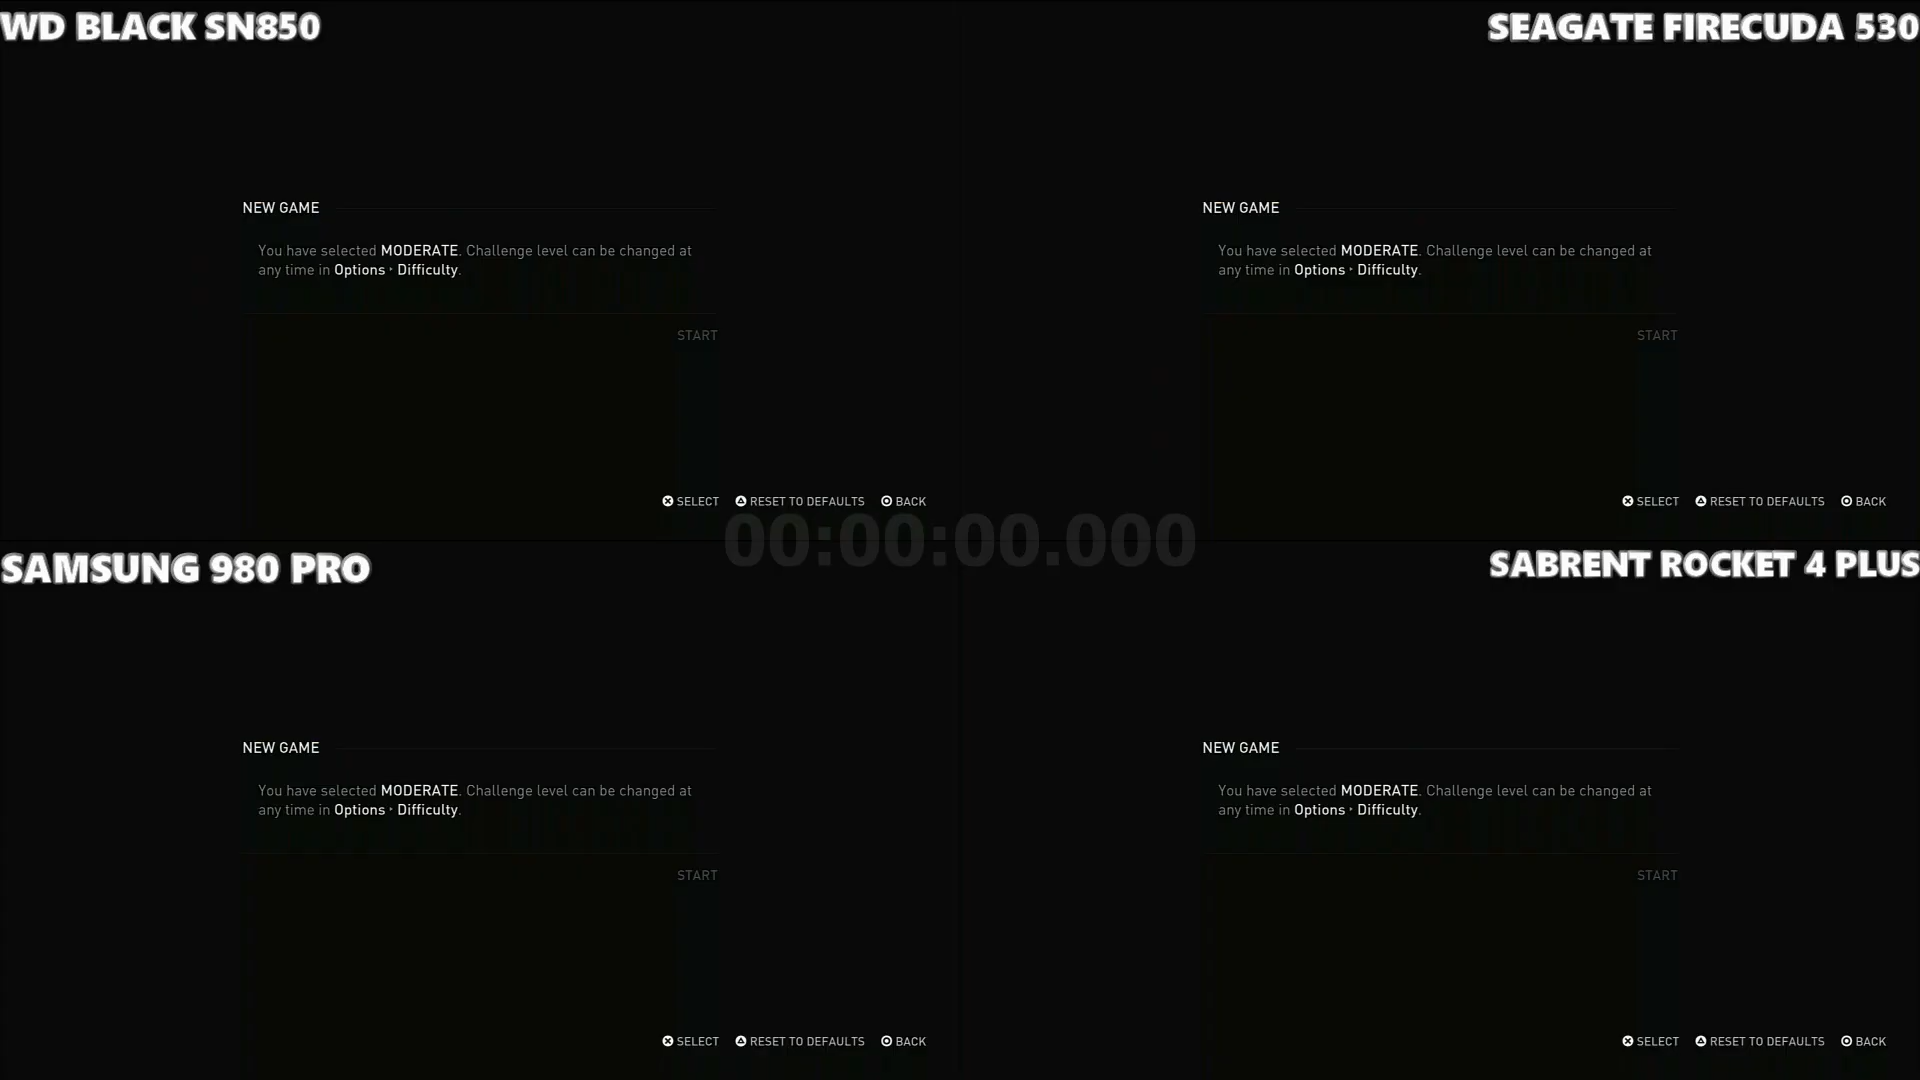 WD BLACK SN850
NEW GAME
You have selected MODERATE. Challenge level can be changed at
any time in Options ‣ Difficulty.
START
SELECT RESET TO DEFAULTS BACK
SEAGATE FIRECUDA 530
NEW GAME
You have selected MODERATE. Challenge level can be changed at
any time in Options ‣ Difficulty.
START
SELECT RESET TO DEFAULTS BACK
00:00:00.000
SAMSUNG 980 PRO
NEW GAME
You have selected MODERATE. Challenge level can be changed at
any time in Options ‣ Difficulty.
START
SELECT RESET TO DEFAULTS BACK
SABRENT ROCKET 4 PLUS
NEW GAME
You have selected MODERATE. Challenge level can be changed at
any time in Options ‣ Difficulty.
START
SELECT RESET TO DEFAULTS BACK